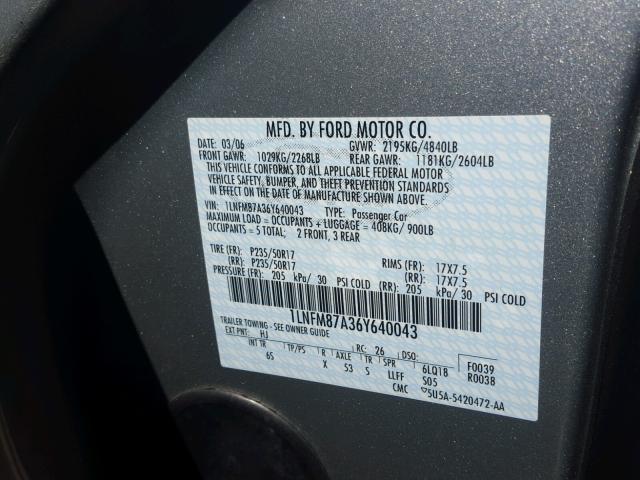 MFD. BY FORD MOTOR CO.
DATE: 03/06 GVWR: 2195KG/4840LB
FRONT GAWR: 1029KG/2268LB REAR GAWR: 1181KG/2604LB
THIS VEHICLE CONFORMS TO ALL APPLICABLE FEDERAL MOTOR
VEHICLE SAFETY, BUMPER, AND THEFT PREVENTION STANDARDS
IN EFFECT ON THE DATE OF MANUFACTURE SHOWN ABOVE.
VIN: 1LNFM87A36Y640043 TYPE: Passenger Car
MAXIMUM LOAD = OCCUPANTS + LUGGAGE = 408KG/ 900LB
OCCUPANTS = 5 TOTAL: 2 FRONT, 3 REAR
TIRE (FR): P235/50R17 RIMS (FR): 17X7.5
(RR): P235/50R17 (RR): 17X7.5
PRESSURE (FR): 205 kPa/ 30 PSI COLD (RR): 205 kPa/ 30 PSI COLD
1LNFM87A36Y640043
TRAILER TOWING - SEE OWNER GUIDE
EXT PNT: HJ RC: 26 DSO: F0039
INT TR TP/PS R AXLE TR SPR 6LQ18 R0038
6S X S3 S LLFF S05
CMC 5U5A-5420472-AA